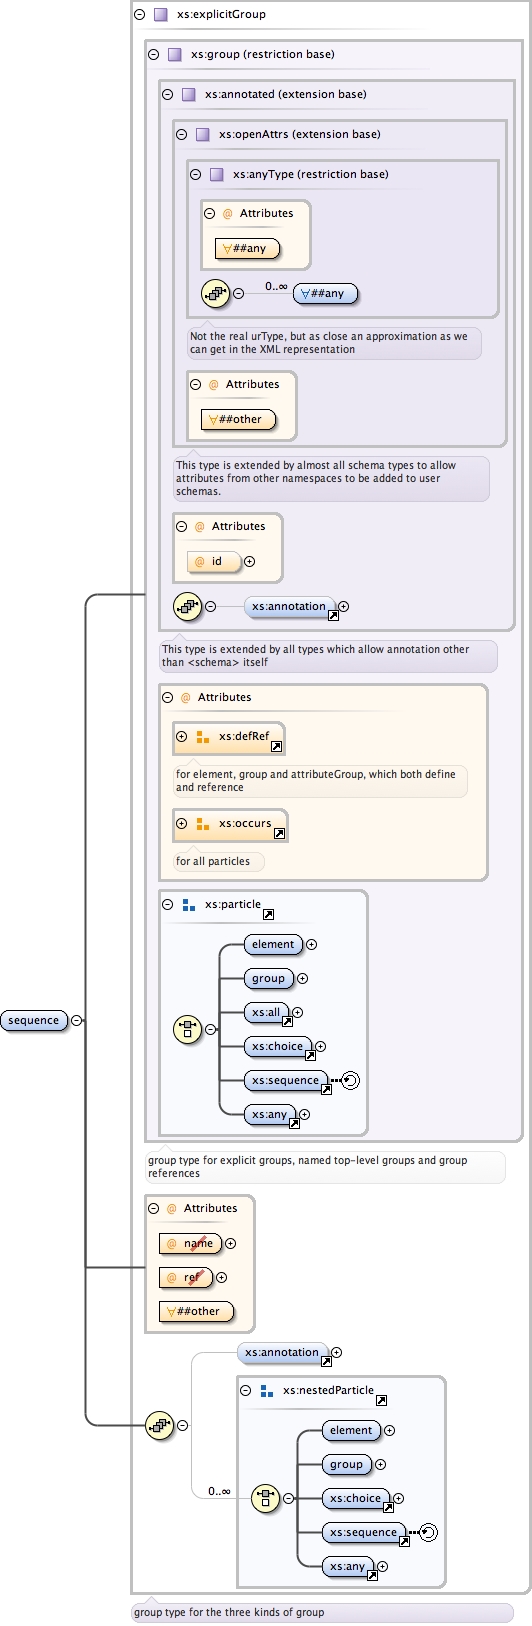 xs:explicitGroup
xs:group (restriction base)
xs:annotated (extension base)
xs:openAttrs (extension base)
xs:anyType (restriction base)
@ Attributes
∀##any
0..∞
∀##any
Not the real urType, but as close an approximation as we
can get in the XML representation
@ Attributes
∀##other
This type is extended by almost all schema types to allow
attributes from other namespaces to be added to user
schemas.
@ Attributes
@ id
xs:annotation
This type is extended by all types which allow annotation other
than <schema> itself
@ Attributes
xs:defRef
for element, group and attributeGroup, which both define
and reference
xs:occurs
for all particles
xs:particle
element
group
xs:all
xs:choice
xs:sequence
xs:any
sequence
group type for explicit groups, named top-level groups and group
references
@ Attributes
@ name
@ ref
∀##other
xs:annotation
xs:nestedParticle
element
group
0..∞
xs:choice
xs:sequence
xs:any
group type for the three kinds of group